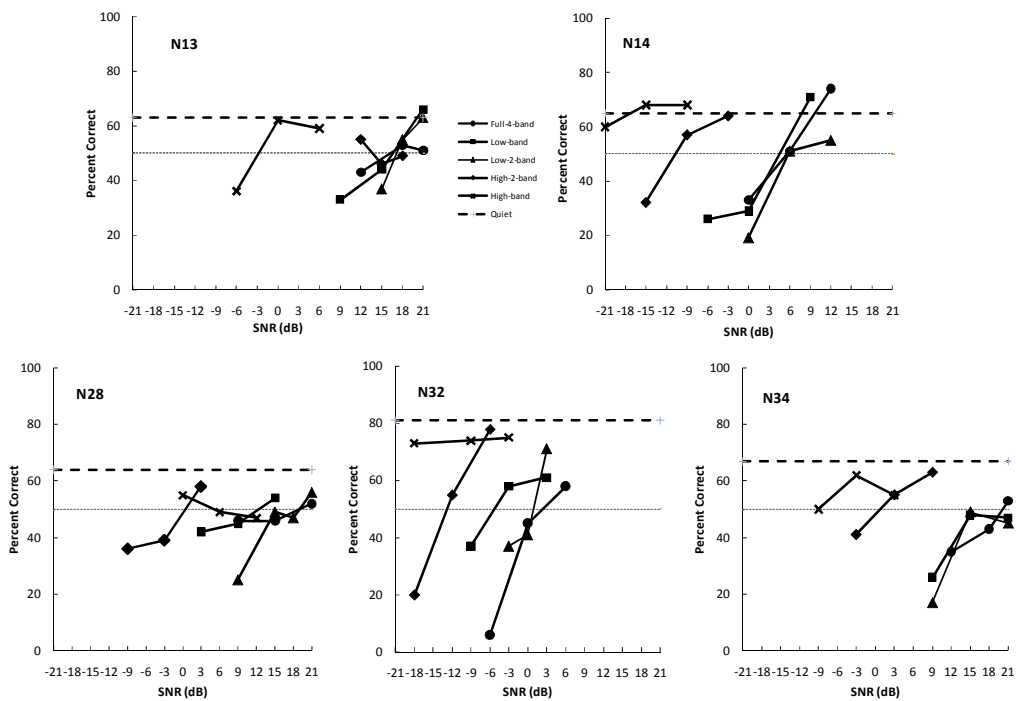 N13
Percent Correct
100
80
60
40
20
0
-21 -18 -15 -12 -9 -6 -3 0 3 6 9 12 15 18 21
SNR (dB)
Full-4-band
Low-band
Low-2-band
High-2-band
High-band
Quiet
N14
Percent Correct
100
80
60
40
20
0
-21 -18 -15 -12 -9 -6 -3 0 3 6 9 12 15 18 21
SNR (dB)
N28
Percent Correct
100
80
60
40
20
0
-21 -18 -15 -12 -9 -6 -3 0 3 6 9 12 15 18 21
SNR (dB)
N32
Percent Correct
100
80
60
40
20
0
-21 -18 -15 -12 -9 -6 -3 0 3 6 9 12 15 18 21
SNR (dB)
N34
Percent Correct
100
80
60
40
20
0
-21 -18 -15 -12 -9 -6 -3 0 3 6 9 12 15 18 21
SNR (dB)